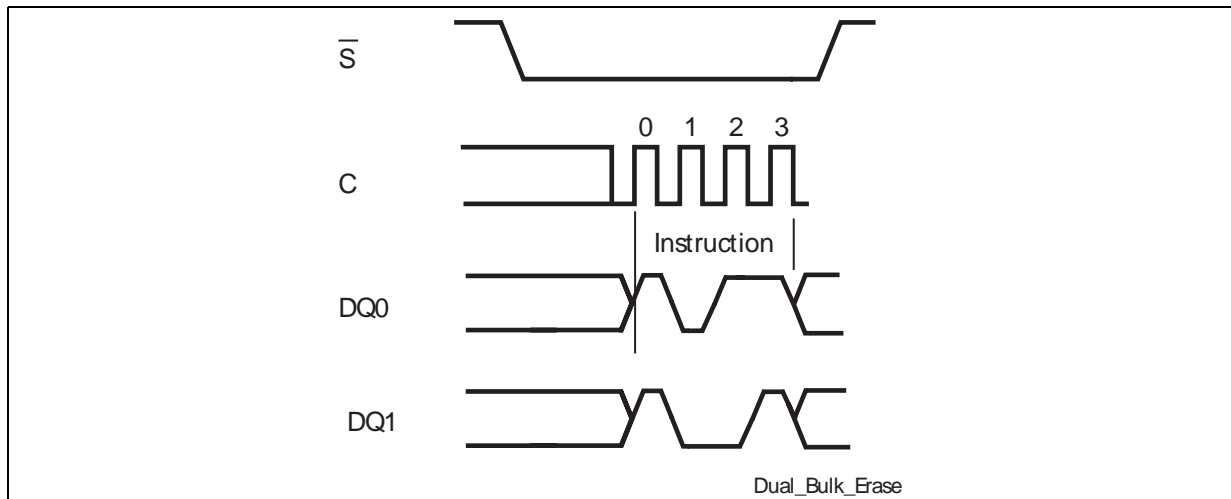 S̅
0 1 2 3
C
Instruction
DQ0
DQ1
Dual_Bulk_Erase